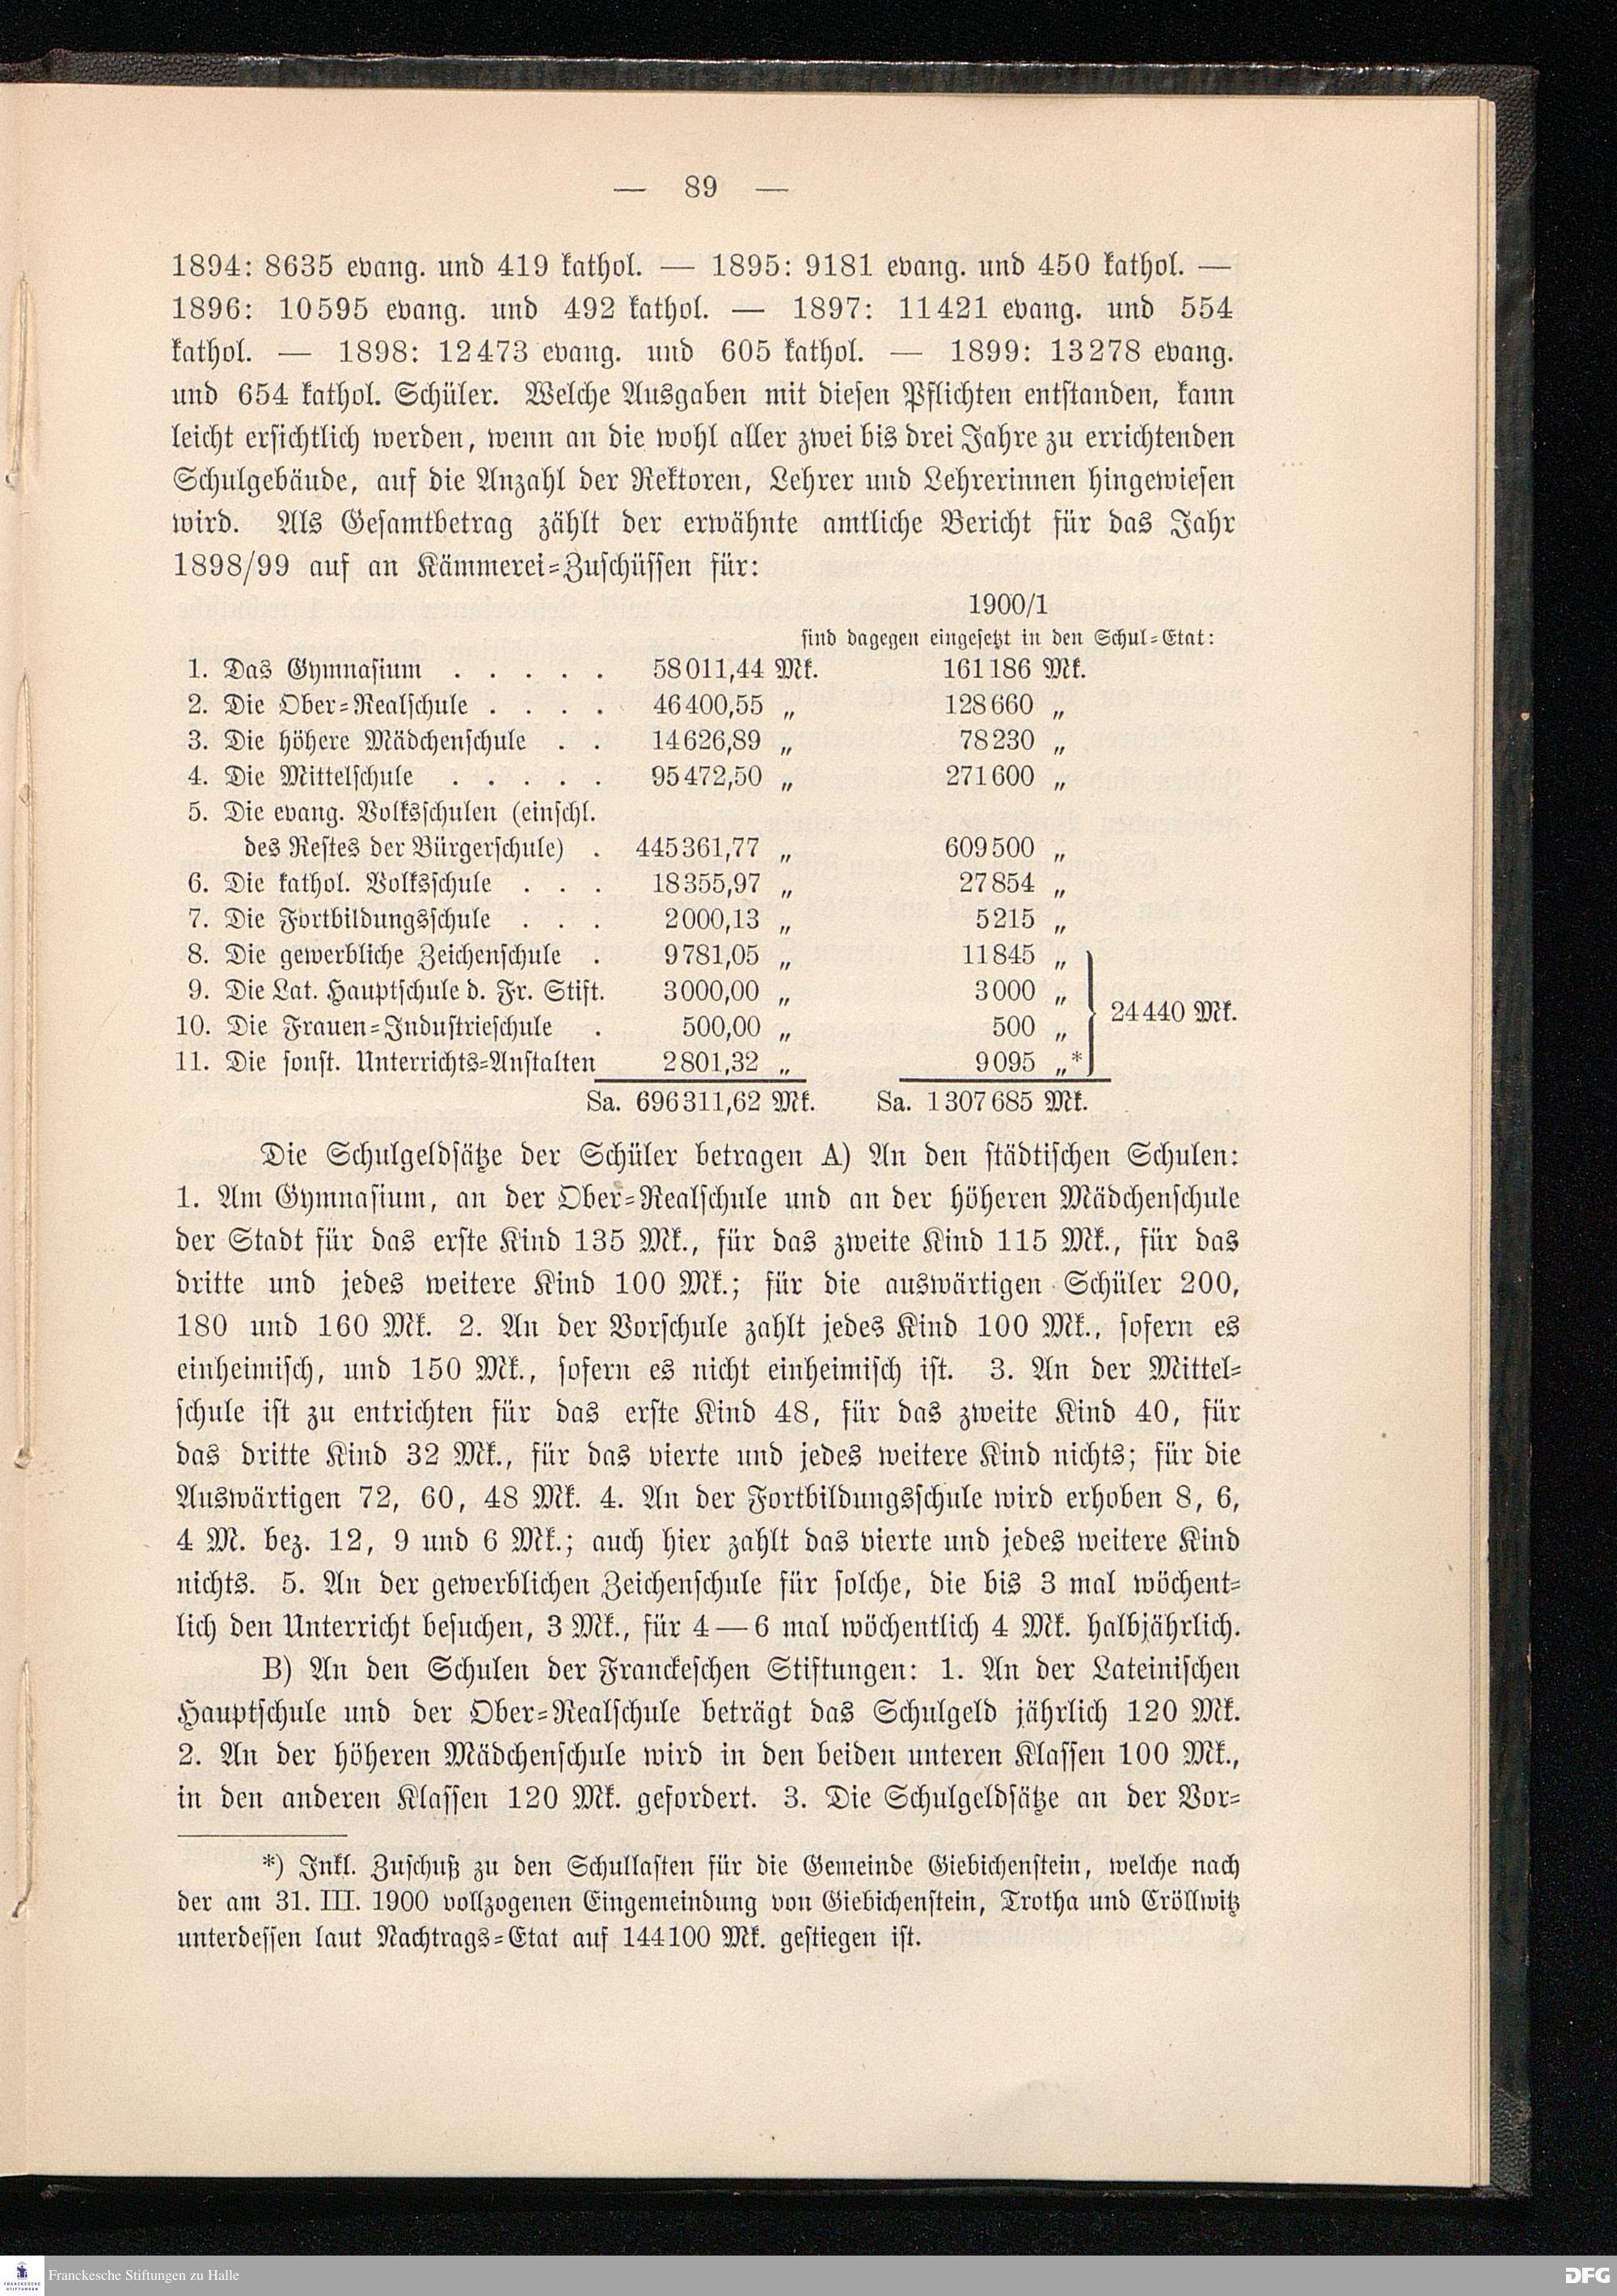 — 89 —
1894: 8635 evang. und 419 kathol. — 1895: 9181 evang. und 450 kathol. —
1896: 10595 evang. und 492 kathol. — 1897: 11421 evang. und 554
kathol. — 1898: 12473 evang. und 605 kathol. — 1899: 13278 evang.
und 654 kathol. Schüler. Welche Ausgaben mit diesen Pflichten entstanden, kann
leicht ersichtlich werden, wenn an die wohl aller zwei bis drei Jahre zu errichtenden
Schulgebäude, auf die Anzahl der Rektoren, Lehrer und Lehrerinnen hingewiesen
wird. Als Gesamtbetrag zählt der erwähnte amtliche Bericht für das Jahr
1898/99 auf an Kämmerei-Zuschüssen für:
1900/1
sind dagegen eingesetzt in den Schul-Etat:
1. Das Gymnasium . . . . . 58011,44 Mk. 161186 Mk.
2. Die Ober-Realschule . . . . 46400,55 „ 128660 „
3. Die höhere Mädchenschule . . 14626,89 „ 78230 „
4. Die Mittelschule . . . . . 95472,50 „ 271600 „
5. Die evang. Volksschulen (einschl.
des Restes der Bürgerschule) . 445361,77 „ 609500 „
6. Die kathol. Volksschule . . . 18355,97 „ 27854 „
7. Die Fortbildungsschule . . . 2000,13 „ 5215 „
8. Die gewerbliche Zeichenschule . 9781,05 „ 11845 „
9. Die Lat. Hauptschule d. Fr. Stift. 3000,00 „ 3000 „
24440 Mk.
10. Die Frauen-Industrieschule . 500,00 „ 500 „
11. Die sonst. Unterrichts-Anstalten 2801,32 „ 9095 „*
Sa. 696311,62 Mk. Sa. 1307685 Mk.
Die Schulgeldsätze der Schüler betragen A) An den städtischen Schulen:
1. Am Gymnasium, an der Ober-Realschule und an der höheren Mädchenschule
der Stadt für das erste Kind 135 Mk., für das zweite Kind 115 Mk., für das
dritte und jedes weitere Kind 100 Mk.; für die auswärtigen Schüler 200,
180 und 160 Mk. 2. An der Vorschule zahlt jedes Kind 100 Mk., sofern es
einheimisch, und 150 Mk., sofern es nicht einheimisch ist. 3. An der Mittel-
schule ist zu entrichten für das erste Kind 48, für das zweite Kind 40, für
das dritte Kind 32 Mk., für das vierte und jedes weitere Kind nichts; für die
Auswärtigen 72, 60, 48 Mk. 4. An der Fortbildungsschule wird erhoben 8, 6,
4 M. bez. 12, 9 und 6 Mk.; auch hier zahlt das vierte und jedes weitere Kind
nichts. 5. An der gewerblichen Zeichenschule für solche, die bis 3 mal wöchent-
lich den Unterricht besuchen, 3 Mk., für 4—6 mal wöchentlich 4 Mk. halbjährlich.
B) An den Schulen der Franckeschen Stiftungen: 1. An der Lateinischen
Hauptschule und der Ober-Realschule beträgt das Schulgeld jährlich 120 Mk.
2. An der höheren Mädchenschule wird in den beiden unteren Klassen 100 Mk.,
in den anderen Klassen 120 Mk. gefordert. 3. Die Schulgeldsätze an der Vor-
*) Inkl. Zuschuß zu den Schullasten für die Gemeinde Giebichenstein, welche nach
der am 31. III. 1900 vollzogenen Eingemeindung von Giebichenstein, Trotha und Cröllwitz
unterdessen laut Nachtrags-Etat auf 144100 Mk. gestiegen ist.
FRANCKESCHE STIFTUNGEN
Franckesche Stiftungen zu Halle
DFG